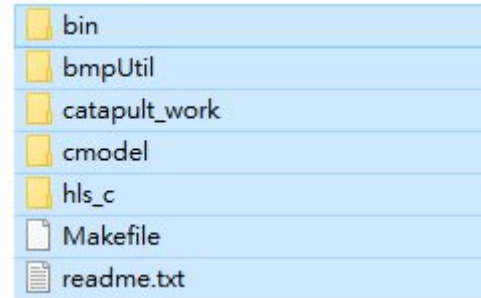 bin
bmpUtil
catapult_work
cmodel
hls_c
Makefile
readme.txt